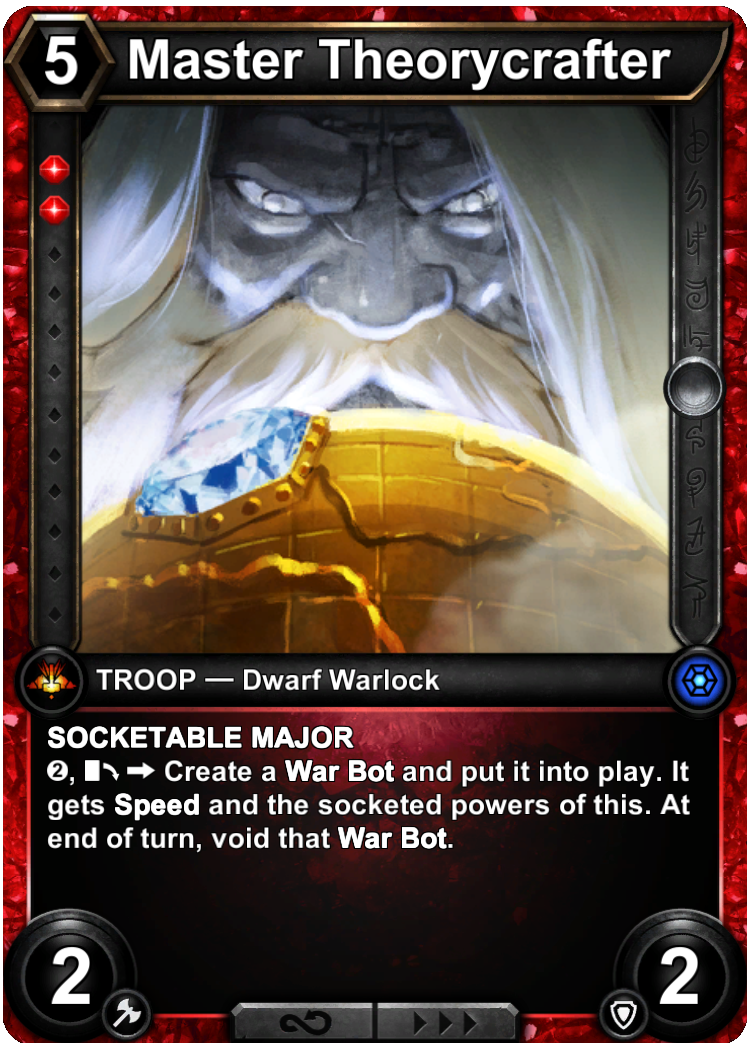 5 Master Theorycrafter
TROOP — Dwarf Warlock
SOCKETABLE MAJOR
❷, Create a War Bot and put it into play. It
gets Speed and the socketed powers of this. At
end of turn, void that War Bot.
2 2